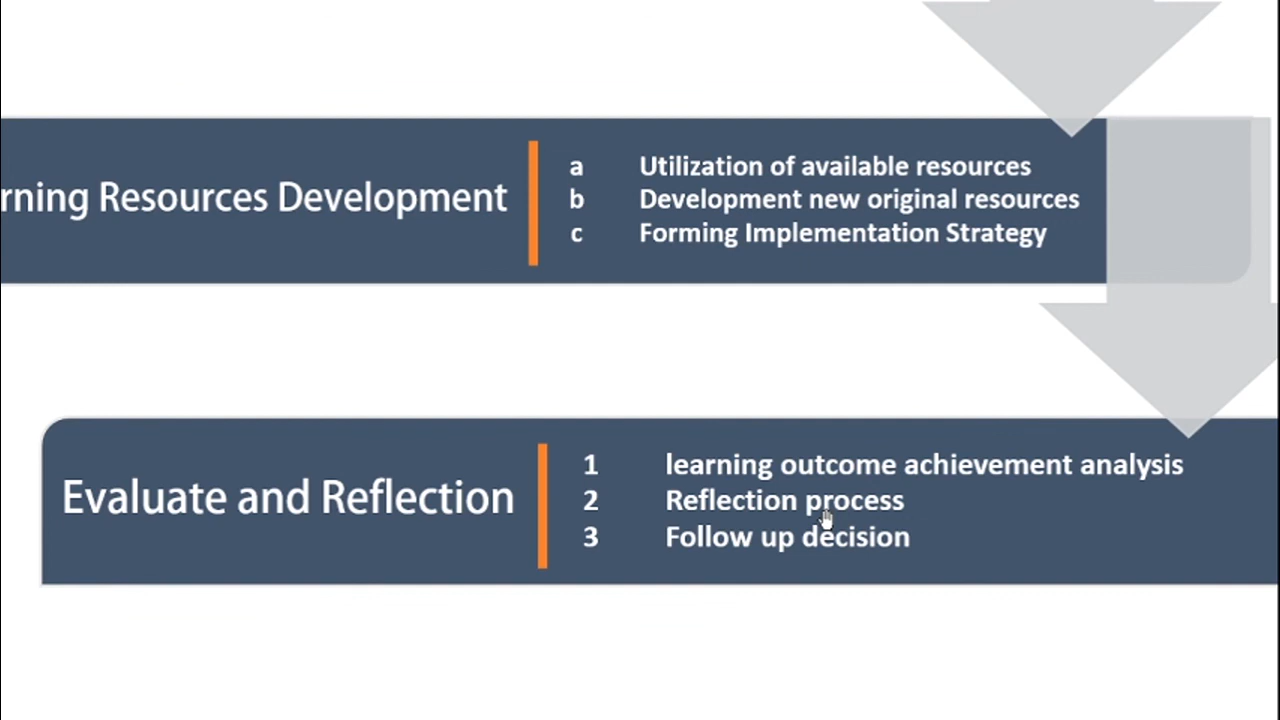 rning Resources Development
a Utilization of available resources
b Development new original resources
c Forming Implementation Strategy
Evaluate and Reflection
1 learning outcome achievement analysis
2 Reflection process
3 Follow up decision